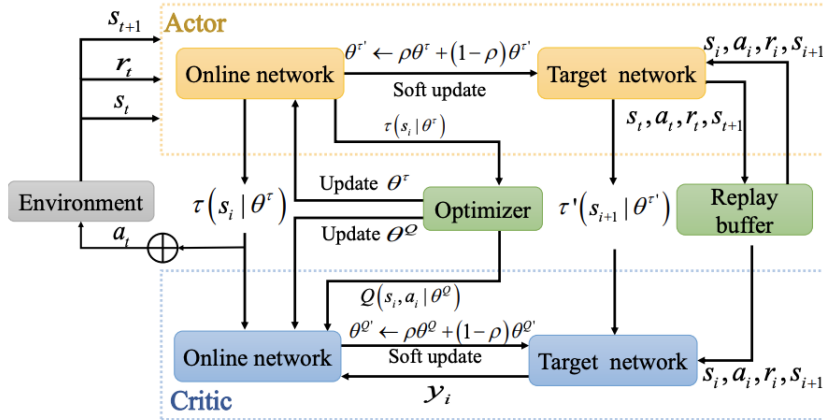 Actor
s_{t+1}
r_t
s_t
Online network
θ^{τ'} ← ρθ^τ + (1−ρ)θ^{τ'}
Soft update
Target network
s_i, a_i, r_i, s_{i+1}
s_t, a_t, r_t, s_{t+1}
τ(s_i | θ^τ)
Environment
a_t
τ(s_i | θ^τ)
Update θ^τ
Update θ^Q
Optimizer
τ'(s_{i+1} | θ^{τ'})
Replay
buffer
Q(s_i, a_i | θ^Q)
Online network
θ^{Q'} ← ρθ^Q + (1−ρ)θ^{Q'}
Soft update
Target network
s_i, a_i, r_i, s_{i+1}
y_i
Critic